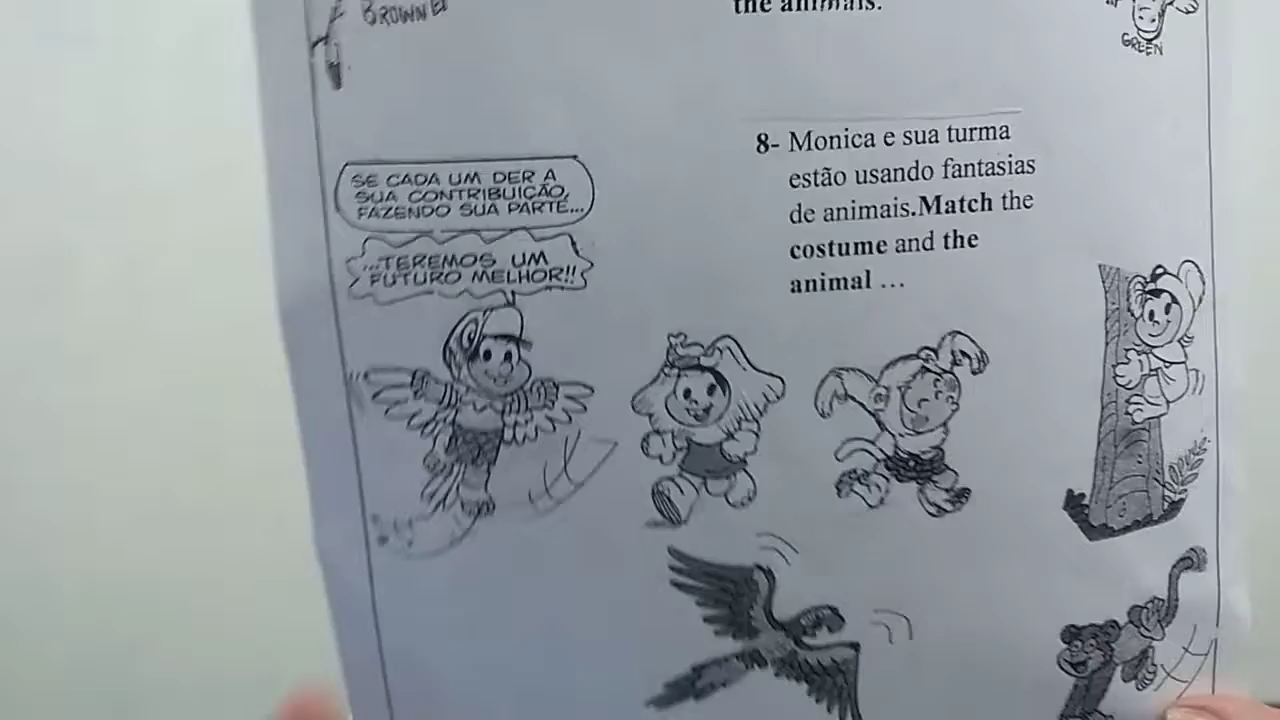 BROWN
the animals.
GREEN
8- Monica e sua turma
estão usando fantasias
de animais.Match the
costume and the
animal ...
SE CADA UM DER A
SUA CONTRIBUIÇÃO,
FAZENDO SUA PARTE...
...TEREMOS UM
FUTURO MELHOR!!